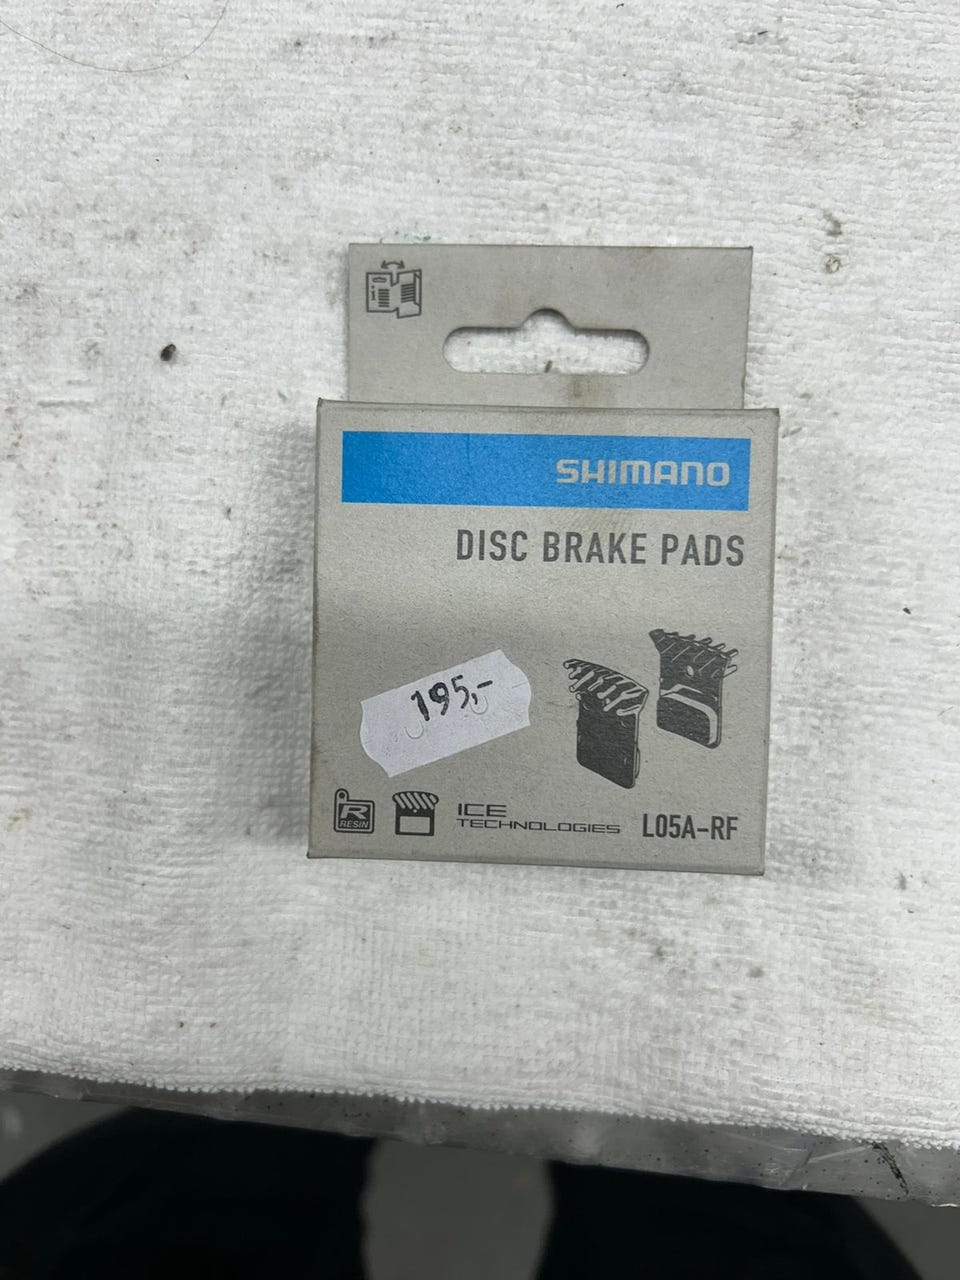 SHIMANO
DISC BRAKE PADS
195,-
R
RESIN
ICE
TECHNOLOGIES
L05A-RF